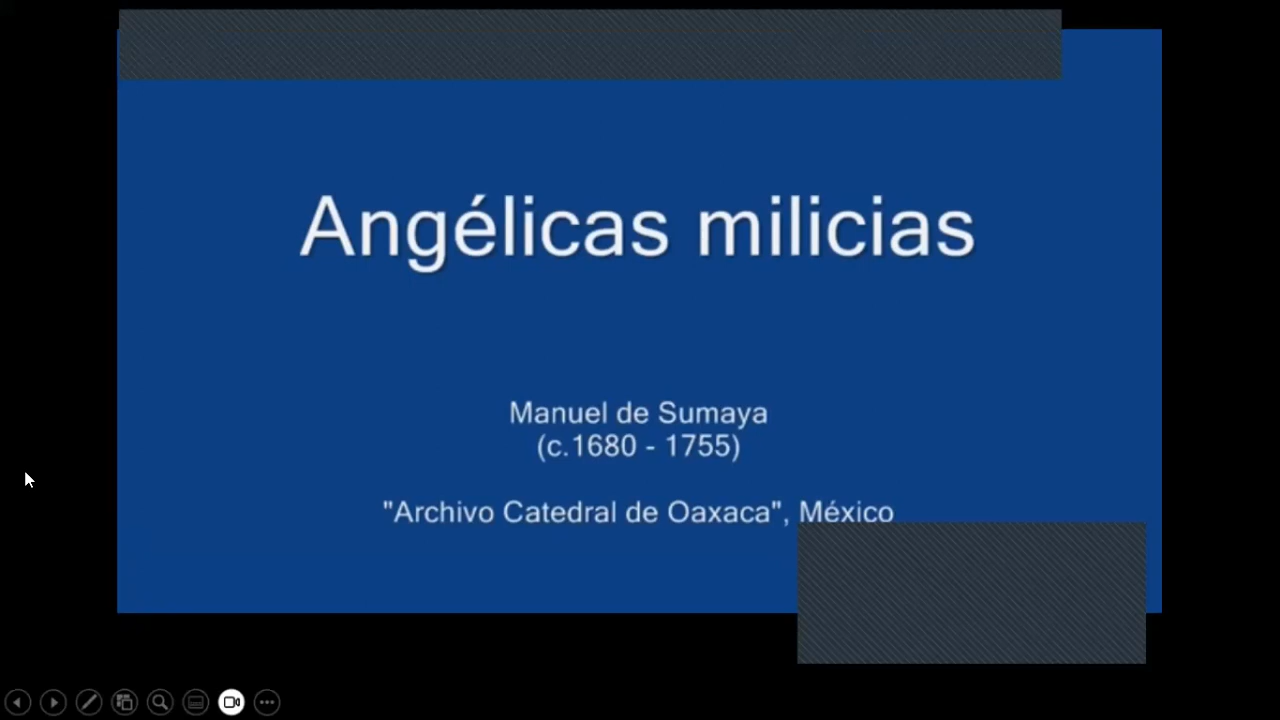 Angélicas milicias
Manuel de Sumaya
(c.1680 - 1755)
"Archivo Catedral de Oaxaca", México